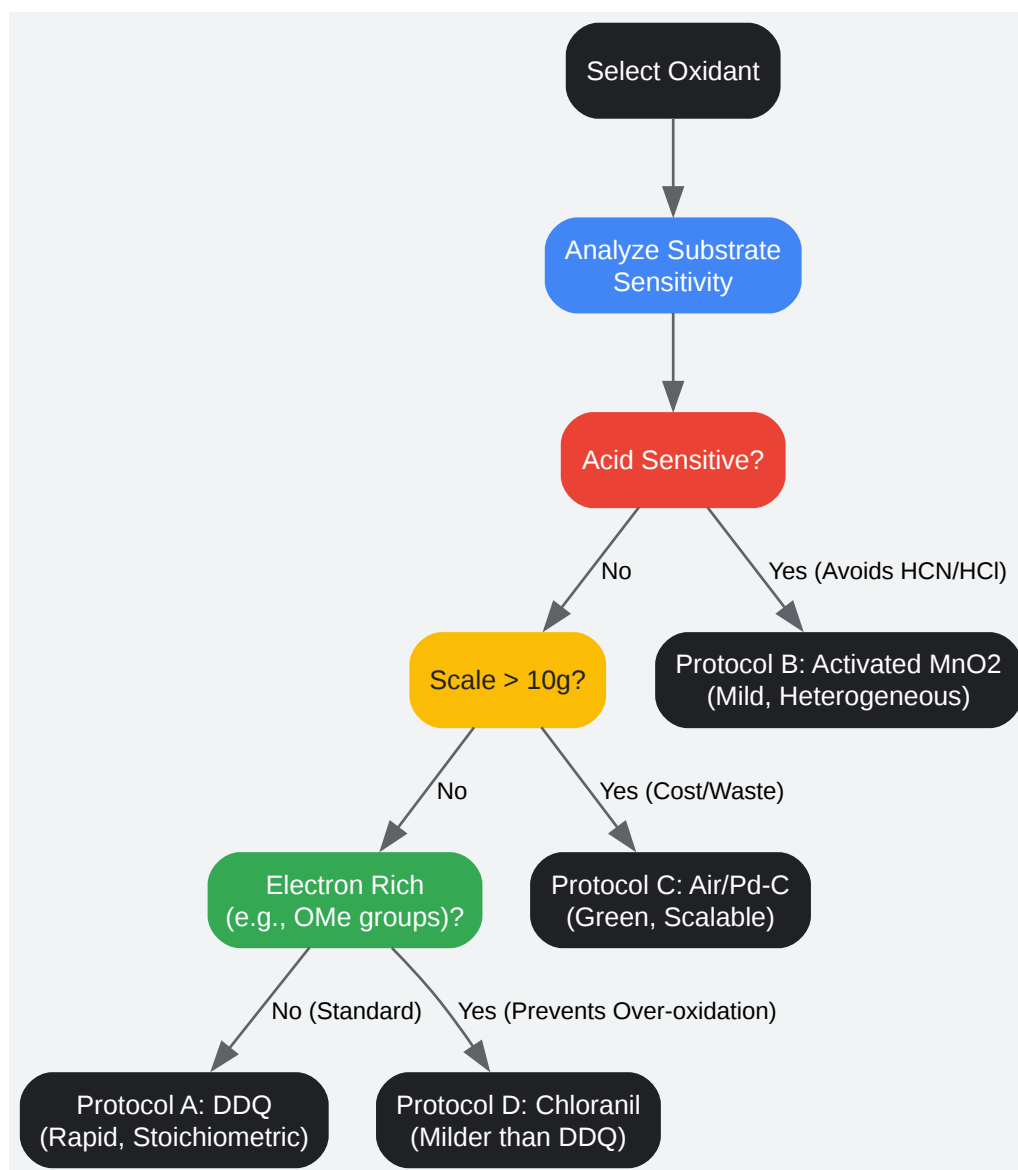 Select Oxidant
Analyze Substrate
Sensitivity
Acid Sensitive?
No
Yes (Avoids HCN/HCl)
Scale > 10g?
Protocol B: Activated MnO2
(Mild, Heterogeneous)
No
Yes (Cost/Waste)
Electron Rich
(e.g., OMe groups)?
Protocol C: Air/Pd-C
(Green, Scalable)
No (Standard)
Yes (Prevents Over-oxidation)
Protocol A: DDQ
(Rapid, Stoichiometric)
Protocol D: Chloranil
(Milder than DDQ)